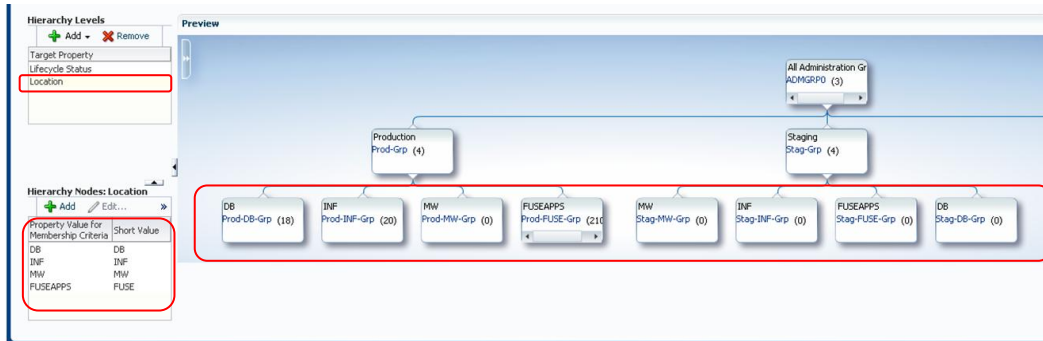 Hierarchy Levels
Add
Remove
Target Property
Lifecycle Status
Location
Hierarchy Nodes: Location
Add
Edit...
»
Property Value for Membership Criteria
Short Value
DB DB
INF INF
MW MW
FUSEAPPS FUSE
Preview
All Administration Gr
ADMGRP0 (3)
Production
Prod-Grp (4)
Staging
Stag-Grp (4)
DB
Prod-DB-Grp (18)
INF
Prod-INF-Grp (20)
MW
Prod-MW-Grp (0)
FUSEAPPS
Prod-FUSE-Grp (210
MW
Stag-MW-Grp (0)
INF
Stag-INF-Grp (0)
FUSEAPPS
Stag-FUSE-Grp (0)
DB
Stag-DB-Grp (0)